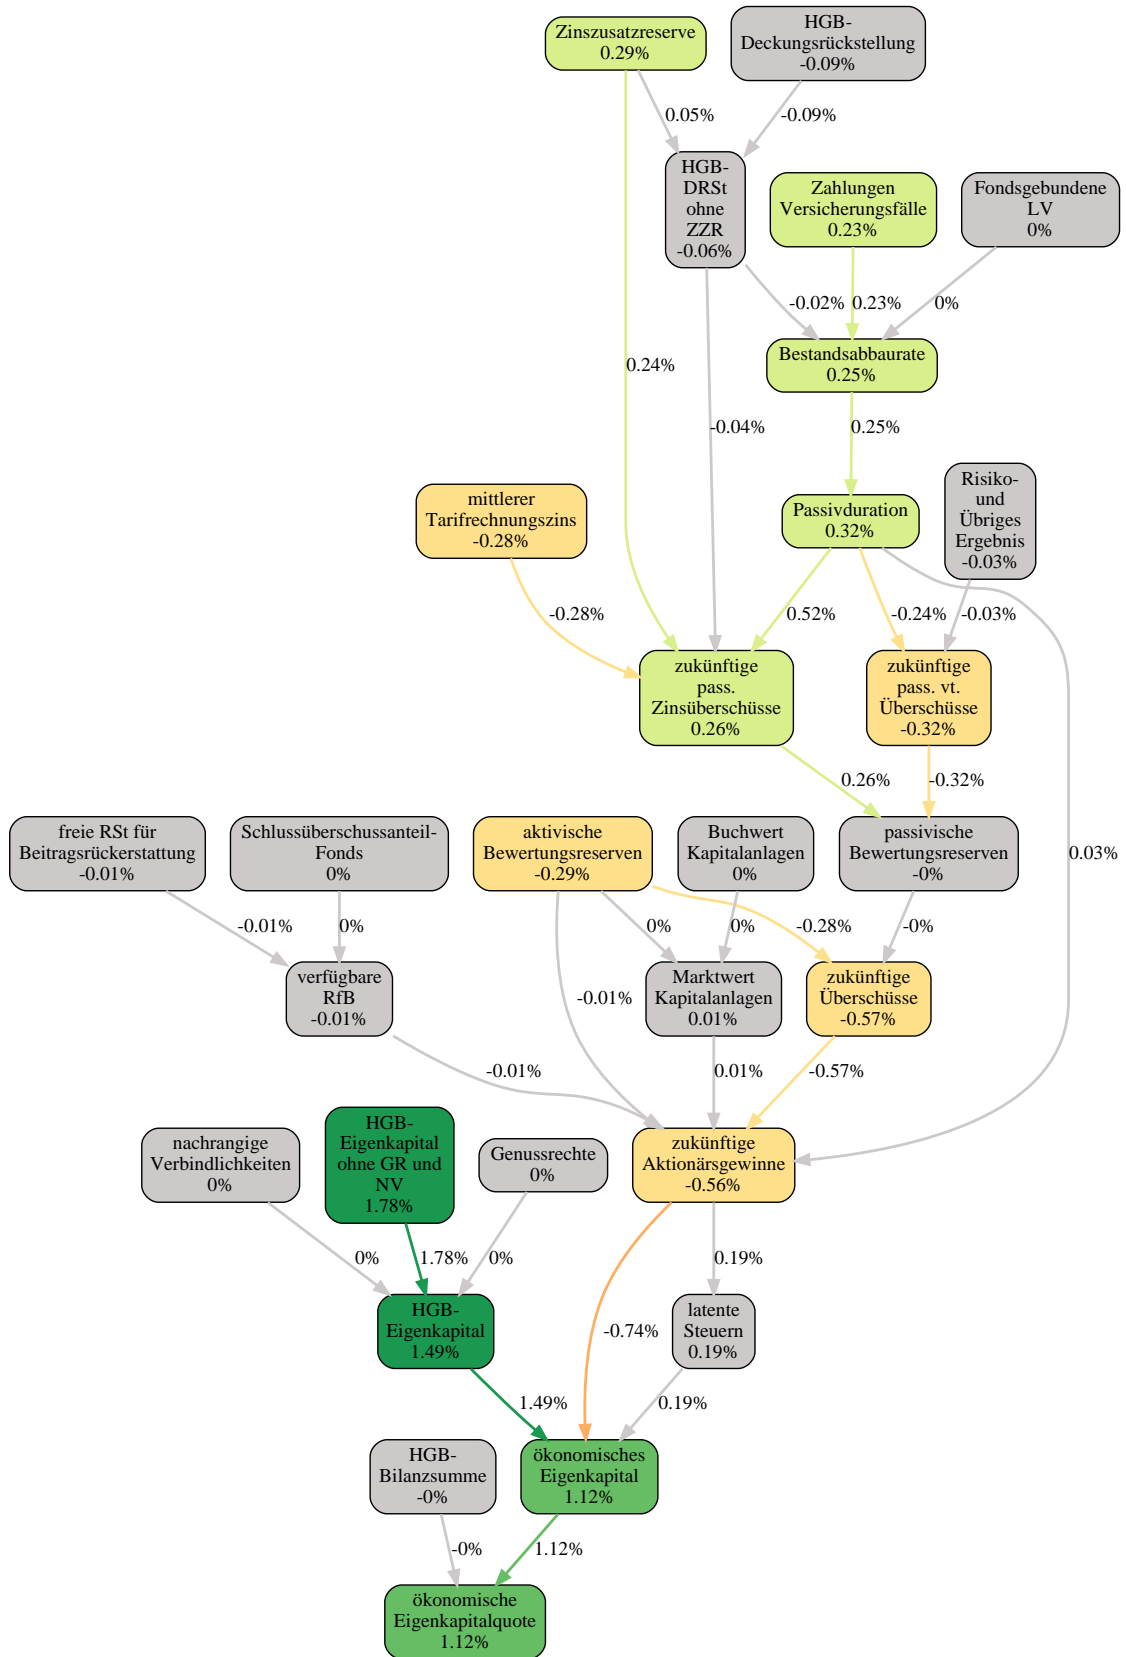 Zinszusatzreserve
0.29%
HGB-
Deckungsrückstellung
-0.09%
0.05%
-0.09%
HGB-
DRSt
ohne
ZZR
-0.06%
Zahlungen
Versicherungsfälle
0.23%
Fondsgebundene
LV
0%
-0.02%
0.23%
0%
Bestandsabbaurate
0.25%
0.24%
-0.04%
0.25%
mittlerer
Tarifrechnungszins
-0.28%
Passivduration
0.32%
Risiko-
und
Übriges
Ergebnis
-0.03%
-0.28%
0.52%
-0.24%
-0.03%
zukünftige
pass.
Zinsüberschüsse
0.26%
zukünftige
pass. vt.
Überschüsse
-0.32%
0.26%
-0.32%
freie RSt für
Beitragsrückerstattung
-0.01%
Schlussüberschussanteil-
Fonds
0%
aktivische
Bewertungsreserven
-0.29%
Buchwert
Kapitalanlagen
0%
passivische
Bewertungsreserven
-0%
0.03%
-0.01%
0%
0%
0%
-0.28%
-0%
verfügbare
RfB
-0.01%
-0.01%
Marktwert
Kapitalanlagen
0.01%
zukünftige
Überschüsse
-0.57%
-0.01%
0.01%
-0.57%
nachrangige
Verbindlichkeiten
0%
HGB-
Eigenkapital
ohne GR und
NV
1.78%
Genussrechte
0%
zukünftige
Aktionärsgewinne
-0.56%
0%
1.78%
0%
0.19%
HGB-
Eigenkapital
1.49%
-0.74%
latente
Steuern
0.19%
1.49%
0.19%
HGB-
Bilanzsumme
-0%
ökonomisches
Eigenkapital
1.12%
-0%
1.12%
ökonomische
Eigenkapitalquote
1.12%